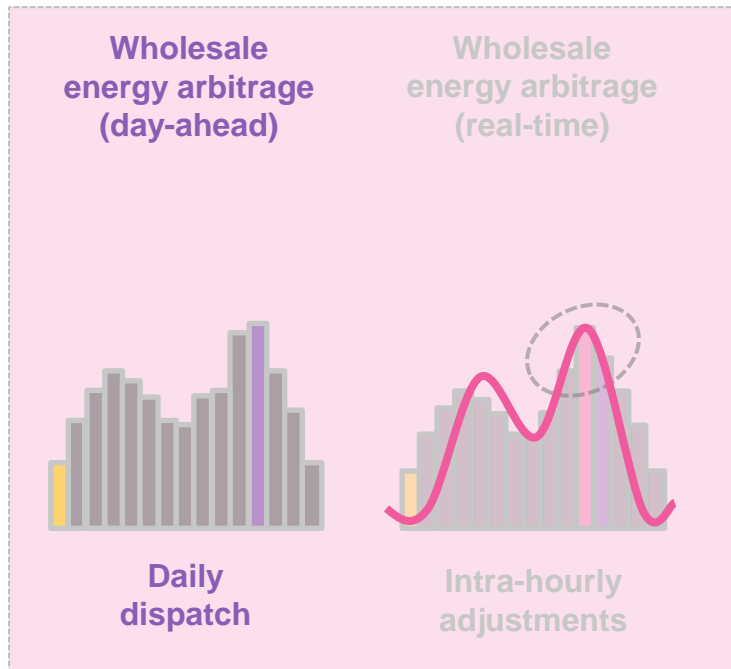 Wholesale
energy arbitrage
(day-ahead)
Wholesale
energy arbitrage
(real-time)
Daily
dispatch
Intra-hourly
adjustments